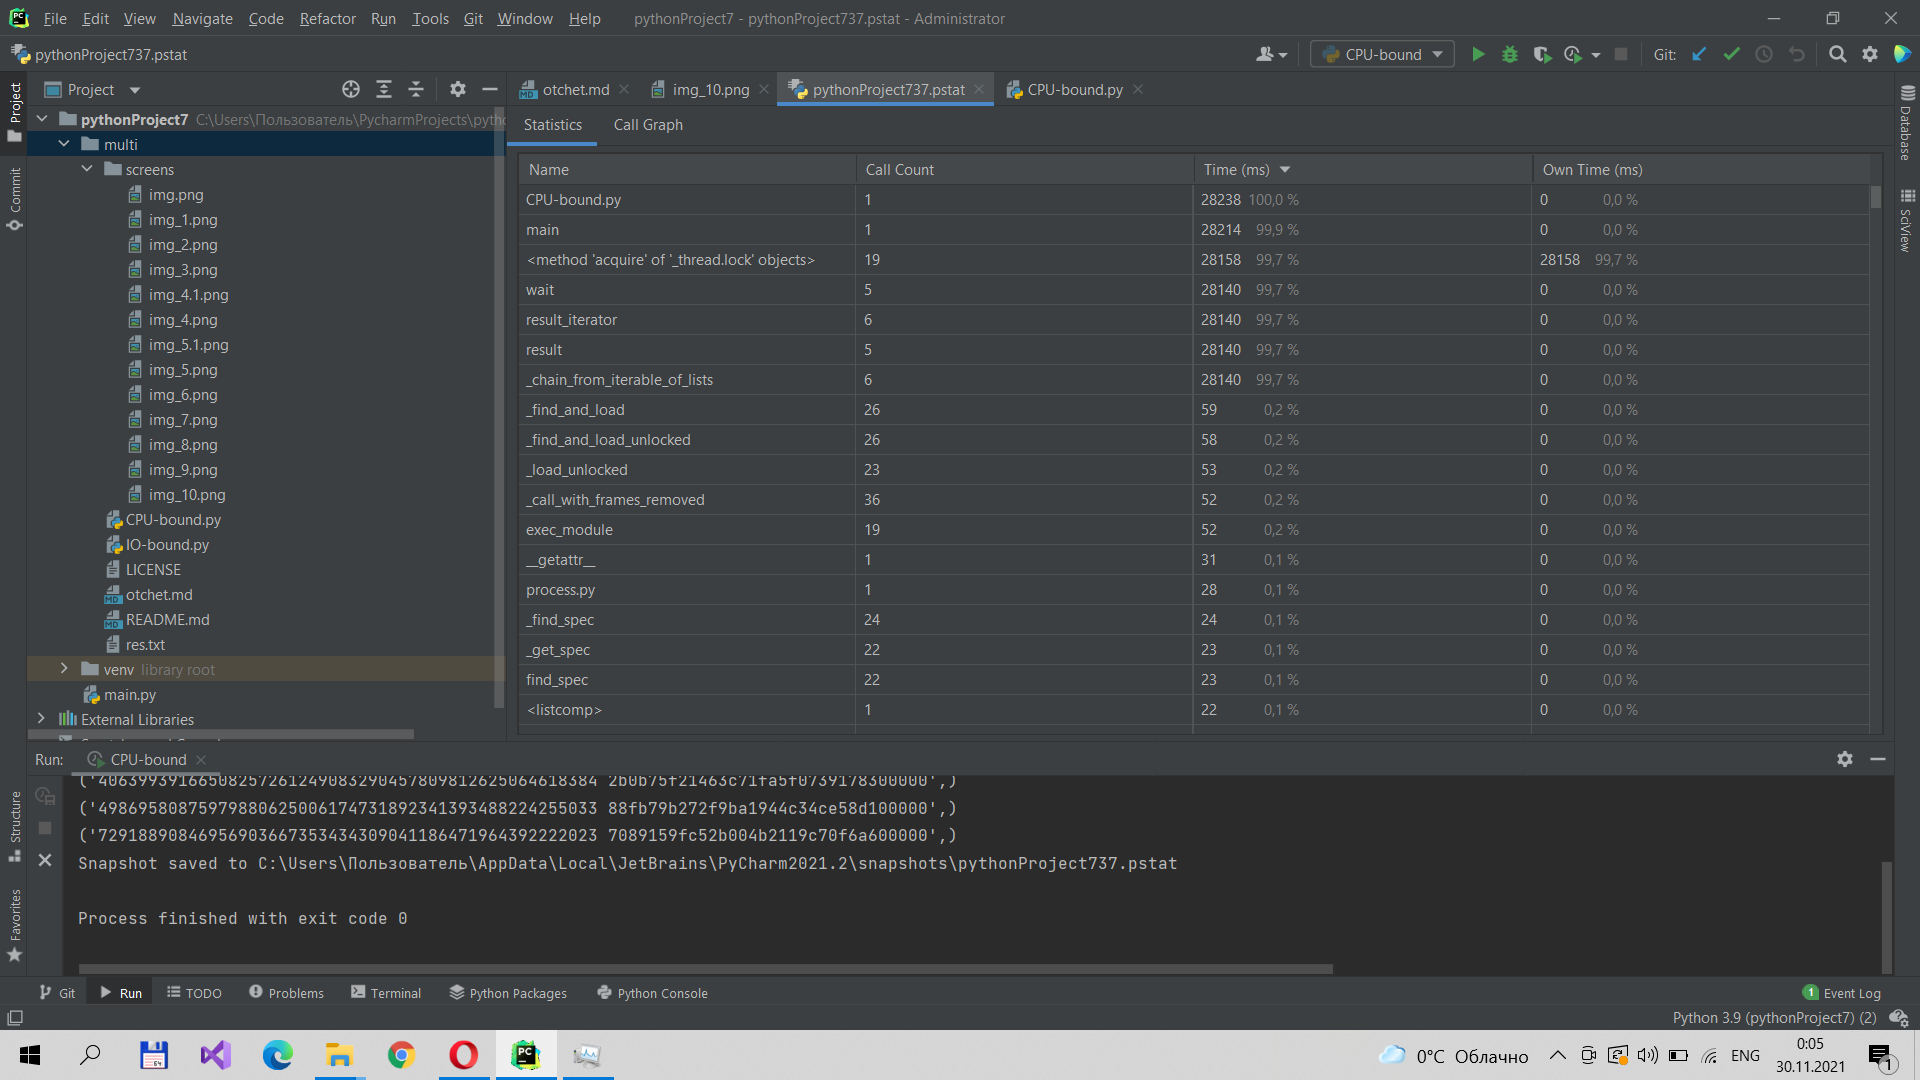 File Edit View Navigate Code Refactor Run Tools Git Window Help pythonProject7 - pythonProject737.pstat - Administrator
pythonProject737.pstat
CPU-bound
Git:
Project
otchet.md
img_10.png
pythonProject737.pstat
CPU-bound.py
Statistics Call Graph
pythonProject7 C:\Users\Пользователь\PycharmProjects\pytho
multi
screens
img.png
img_1.png
img_2.png
img_3.png
img_4.1.png
img_4.png
img_5.1.png
img_5.png
img_6.png
img_7.png
img_8.png
img_9.png
img_10.png
CPU-bound.py
IO-bound.py
LICENSE
otchet.md
README.md
res.txt
venv library root
main.py
External Libraries
Name Call Count Time (ms) Own Time (ms)
CPU-bound.py 1 28238 100,0 % 0 0,0 %
main 1 28214 99,9 % 0 0,0 %
<method 'acquire' of '_thread.lock' objects> 19 28158 99,7 % 28158 99,7 %
wait 5 28140 99,7 % 0 0,0 %
result_iterator 6 28140 99,7 % 0 0,0 %
result 5 28140 99,7 % 0 0,0 %
_chain_from_iterable_of_lists 6 28140 99,7 % 0 0,0 %
_find_and_load 26 59 0,2 % 0 0,0 %
_find_and_load_unlocked 26 58 0,2 % 0 0,0 %
_load_unlocked 23 53 0,2 % 0 0,0 %
_call_with_frames_removed 36 52 0,2 % 0 0,0 %
exec_module 19 52 0,2 % 0 0,0 %
__getattr__ 1 31 0,1 % 0 0,0 %
process.py 1 28 0,1 % 0 0,0 %
_find_spec 24 24 0,1 % 0 0,0 %
_get_spec 22 23 0,1 % 0 0,0 %
find_spec 22 23 0,1 % 0 0,0 %
<listcomp> 1 22 0,1 % 0 0,0 %
Project
Commit
Structure
Favorites
Database
SciView
Run: CPU-bound
('40639939166508257261249083290457809812625064618384 2b0b75f21463c71fa5f0739178300000',)
('49869580875979880625006174731892341393488224255033 88fb79b272f9ba1944c34ce58d100000',)
('72918890846956903667353434309041186471964392222023 7089159fc52b004b2119c70f6a600000',)
Snapshot saved to C:\Users\Пользователь\AppData\Local\JetBrains\PyCharm2021.2\snapshots\pythonProject737.pstat
Process finished with exit code 0
Git Run TODO Problems Terminal Python Packages Python Console 1 Event Log
Python 3.9 (pythonProject7) (2)
0°C Облачно ENG
0:05
30.11.2021
1